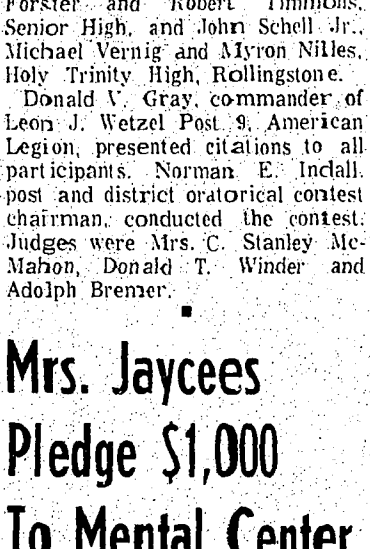 Forster and Robert Timmons,
Senior High, and John Schell Jr.,
Michael Vernig and Myron Nilles,
Holy Trinity High, Rollingstone.
Donald V. Gray, commander of
Leon J. Wetzel Post 9, American
Legion, presented citations to all
participants. Norman E. Indall,
post and district oratorical contest
chairman, conducted the contest.
Judges were Mrs. C. Stanley Mc-
Mahon, Donald T. Winder and
Adolph Bremer.
Mrs. Jaycees
Pledge $1,000
To Mental Center